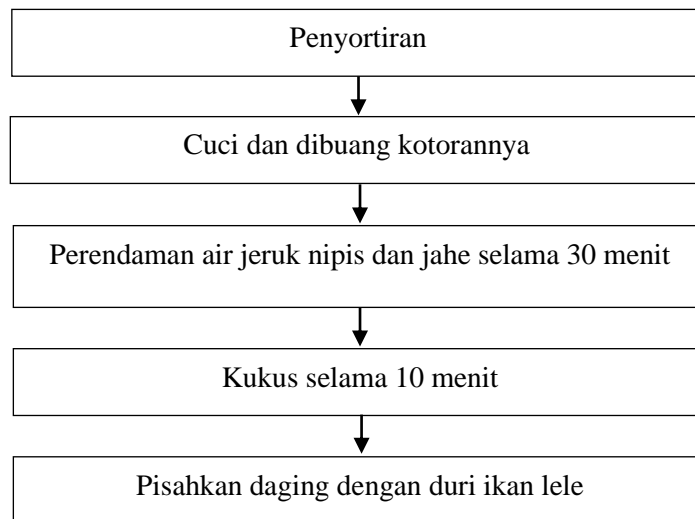 Penyortiran
Cuci dan dibuang kotorannya
Perendaman air jeruk nipis dan jahe selama 30 menit
Kukus selama 10 menit
Pisahkan daging dengan duri ikan lele